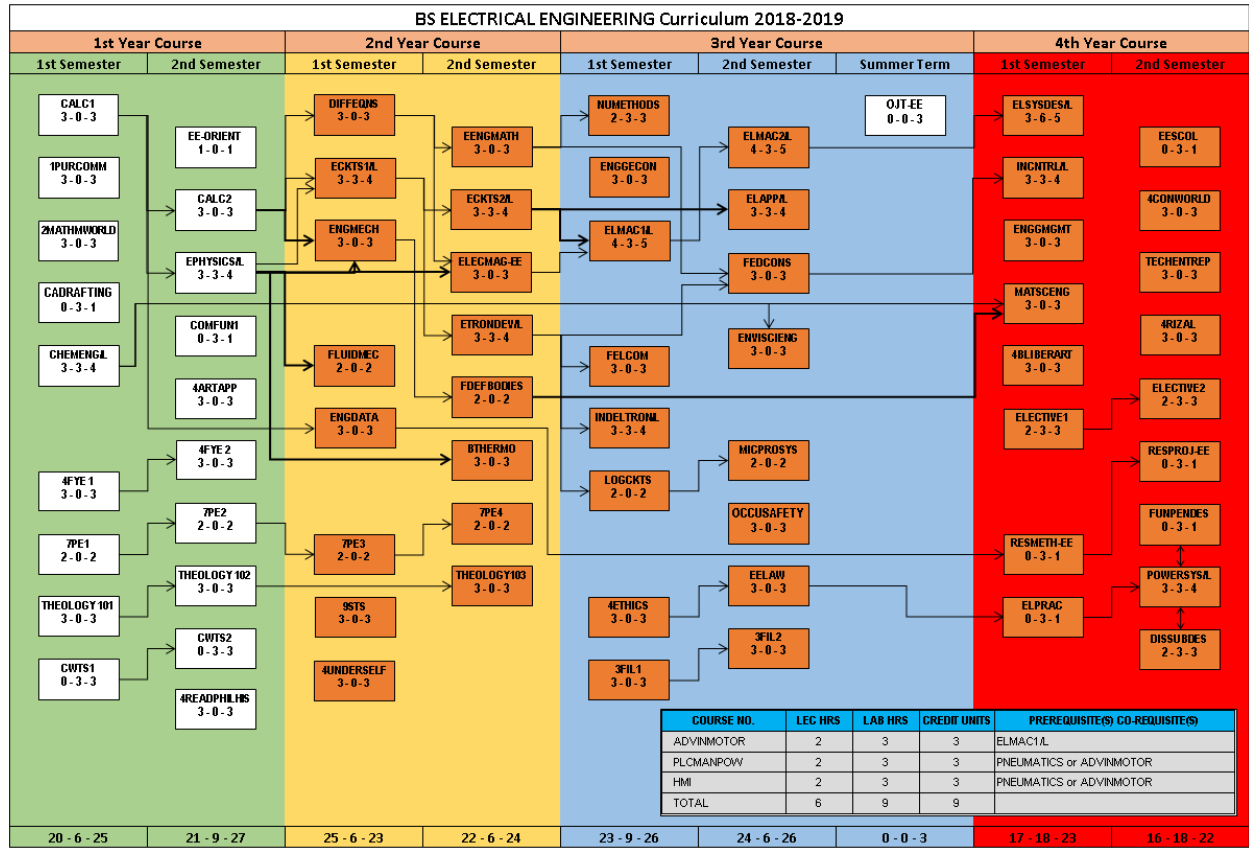 BS ELECTRICAL ENGINEERING Curriculum 2018-2019
1st Year Course
2nd Year Course
3rd Year Course
4th Year Course
1st Semester
2nd Semester
1st Semester
2nd Semester
1st Semester
2nd Semester
Summer Term
1st Semester
2nd Semester
CALC1
3 - 0 - 3
1PURCOMM
3 - 0 - 3
2MATHMWORLD
3 - 0 - 3
CADRAFTING
0 - 3 - 1
CHEMENG/L
3 - 3 - 4
4FYE 1
3 - 0 - 3
7PE1
2 - 0 - 2
THEOLOGY 101
3 - 0 - 3
CWTS1
0 - 3 - 3
EE-ORIENT
1 - 0 - 1
CALC2
3 - 0 - 3
EPHYSICS/L
3 - 3 - 4
COMFUN1
0 - 3 - 1
4ARTAPP
3 - 0 - 3
4FYE 2
3 - 0 - 3
7PE2
2 - 0 - 2
THEOLOGY 102
3 - 0 - 3
CWTS2
0 - 3 - 3
4READPHILHIS
3 - 0 - 3
DIFFEQNS
3 - 0 - 3
ECKTS1/L
3 - 3 - 4
ENGMECH
3 - 0 - 3
FLUIDMEC
2 - 0 - 2
ENGDATA
3 - 0 - 3
7PE3
2 - 0 - 2
9STS
3 - 0 - 3
4UNDERSELF
3 - 0 - 3
EENGMATH
3 - 0 - 3
ECKTS2/L
3 - 3 - 4
ELECMAG-EE
3 - 0 - 3
ETRONDEV/L
3 - 3 - 4
FDEFBODIES
2 - 0 - 2
BTHERMO
3 - 0 - 3
7PE4
2 - 0 - 2
THEOLOGY103
3 - 0 - 3
NUMETHODS
2 - 3 - 3
ENGGECON
3 - 0 - 3
ELMAC1/L
4 - 3 - 5
FELCOM
3 - 0 - 3
INDELTRON/L
3 - 3 - 4
LOGCKTS
2 - 0 - 2
4ETHICS
3 - 0 - 3
3FIL1
3 - 0 - 3
ELMAC2/L
4 - 3 - 5
ELAPP/L
3 - 3 - 4
FEDCONS
3 - 0 - 3
ENVISCIENG
3 - 0 - 3
MICPROSYS
2 - 0 - 2
OCCUSAFETY
3 - 0 - 3
EELAW
3 - 0 - 3
3FIL2
3 - 0 - 3
OJT-EE
0 - 0 - 3
ELSYSDES/L
3 - 6 - 5
INCNTRL/L
3 - 3 - 4
ENGGMGMT
3 - 0 - 3
MATSCENG
3 - 0 - 3
4BLIBERART
3 - 0 - 3
ELECTIVE1
2 - 3 - 3
RESMETH-EE
0 - 3 - 1
ELPRAC
0 - 3 - 1
EESCOL
0 - 3 - 1
4CONWORLD
3 - 0 - 3
TECHENTREP
3 - 0 - 3
4RIZAL
3 - 0 - 3
ELECTIVE2
2 - 3 - 3
RESPROJ-EE
0 - 3 - 1
FUNPENDES
0 - 3 - 1
POWERSYS/L
3 - 3 - 4
DISSUBDES
2 - 3 - 3
COURSE NO. LEC HRS LAB HRS CREDIT UNITS PREREQUISITE(S) CO-REQUISITE(S)
ADVINMOTOR 2 3 3 ELMAC1/L
PLCMANPOW 2 3 3 PNEUMATICS or ADVINMOTOR
HMI 2 3 3 PNEUMATICS or ADVINMOTOR
TOTAL 6 9 9
20 - 6 - 25
21 - 9 - 27
25 - 6 - 23
22 - 6 - 24
23 - 9 - 26
24 - 6 - 26
0 - 0 - 3
17 - 18 - 23
16 - 18 - 22